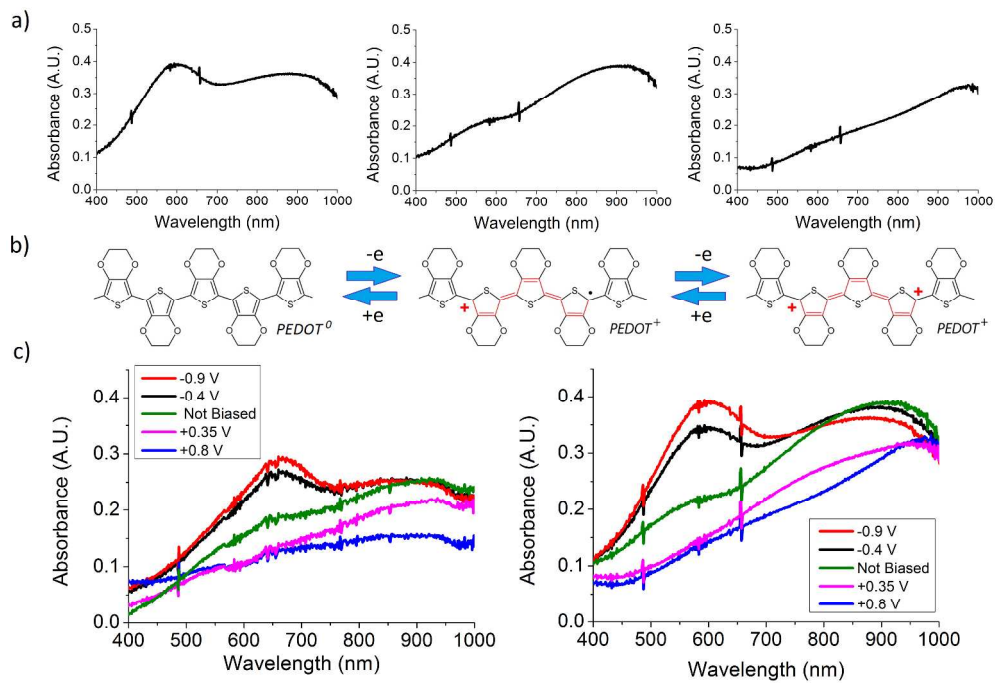 a)
0.5
0.4
0.3
0.2
0.1
0.0
400 500 600 700 800 900 1000
Absorbance (A.U.)
Wavelength (nm)
0.5
0.4
0.3
0.2
0.1
0.0
400 500 600 700 800 900 1000
Absorbance (A.U.)
Wavelength (nm)
0.5
0.4
0.3
0.2
0.1
0.0
400 500 600 700 800 900 1000
Absorbance (A.U.)
Wavelength (nm)
b)
O O S O O S O O S O O S O O S
PEDOT⁰
-e
+e
O O S O O S O O S O O S O O S
+
PEDOT⁺
-e
+e
O O S O O S O O S O O S O O S
+ +
PEDOT⁺
c)
-0.9 V
-0.4 V
Not Biased
+0.35 V
+0.8 V
0.4
0.3
0.2
0.1
0.0
400 500 600 700 800 900 1000
Absorbance (A.U.)
Wavelength (nm)
0.4
0.3
0.2
0.1
0.0
400 500 600 700 800 900 1000
Absorbance (A.U.)
Wavelength (nm)
-0.9 V
-0.4 V
Not Biased
+0.35 V
+0.8 V